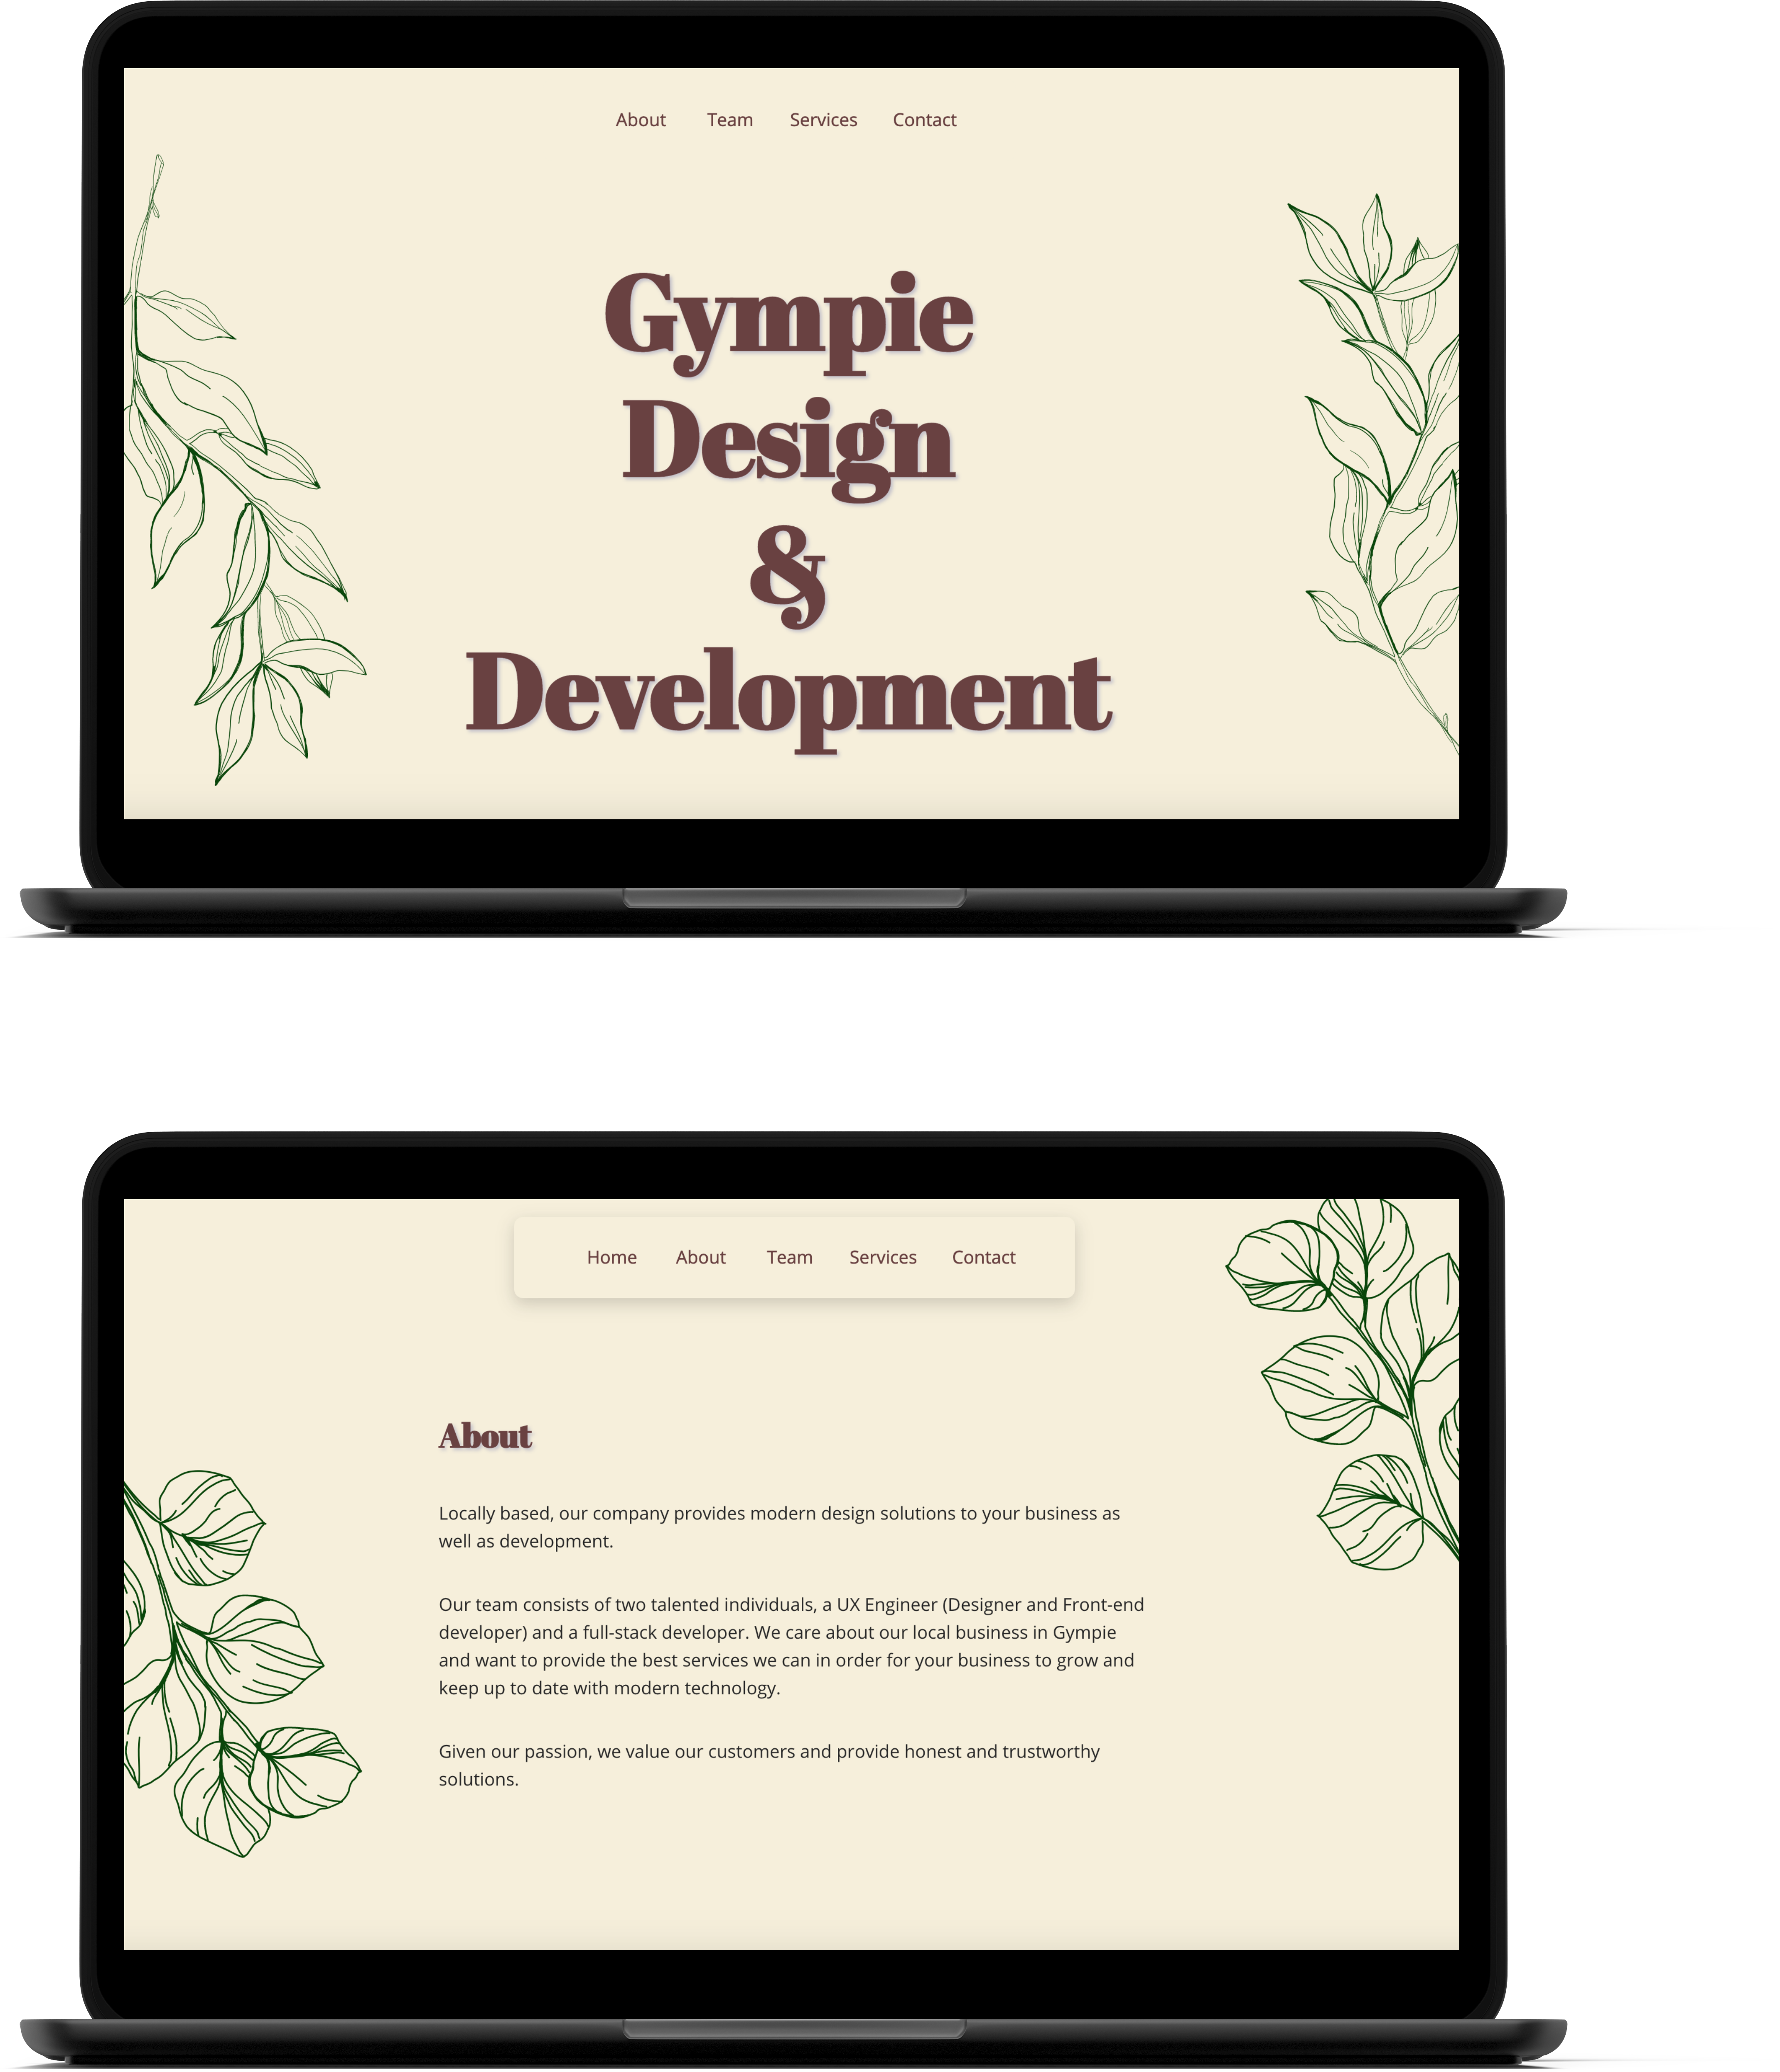 About Team Services Contact
Gympie
Design
&
Development
Home About Team Services Contact
About
Locally based, our company provides modern design solutions to your business as
well as development.
Our team consists of two talented individuals, a UX Engineer (Designer and Front-end
developer) and a full-stack developer. We care about our local business in Gympie
and want to provide the best services we can in order for your business to grow and
keep up to date with modern technology.
Given our passion, we value our customers and provide honest and trustworthy
solutions.